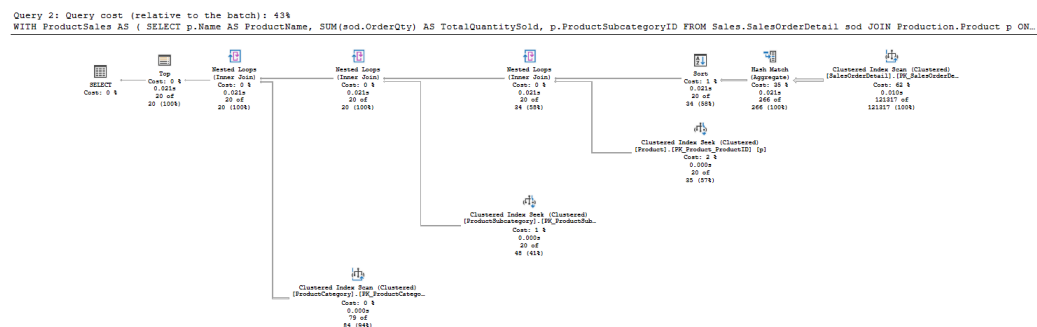 Query 2: Query cost (relative to the batch): 43%
WITH ProductSales AS ( SELECT p.Name AS ProductName, SUM(sod.OrderQty) AS TotalQuantitySold, p.ProductSubcategoryID FROM Sales.SalesOrderDetail sod JOIN Production.Product p ON…
SELECT
Cost: 0 %
Top
Cost: 0 %
0.021s
20 of
20 (100%)
Nested Loops
(Inner Join)
Cost: 0 %
0.021s
20 of
20 (100%)
Nested Loops
(Inner Join)
Cost: 0 %
0.021s
20 of
20 (100%)
Nested Loops
(Inner Join)
Cost: 0 %
0.021s
20 of
34 (58%)
Sort
Cost: 1 %
0.021s
20 of
34 (58%)
Hash Match
(Aggregate)
Cost: 35 %
0.021s
266 of
266 (100%)
Clustered Index Scan (Clustered)
[SalesOrderDetail].[PK_SalesOrderDe…
Cost: 62 %
0.010s
121317 of
121317 (100%)
Clustered Index Seek (Clustered)
[Product].[PK_Product_ProductID] [p]
Cost: 2 %
0.000s
20 of
35 (57%)
Clustered Index Seek (Clustered)
[ProductSubcategory].[PK_ProductSub…
Cost: 1 %
0.000s
20 of
48 (41%)
Clustered Index Scan (Clustered)
[ProductCategory].[PK_ProductCatego…
Cost: 0 %
0.000s
79 of
84 (94%)